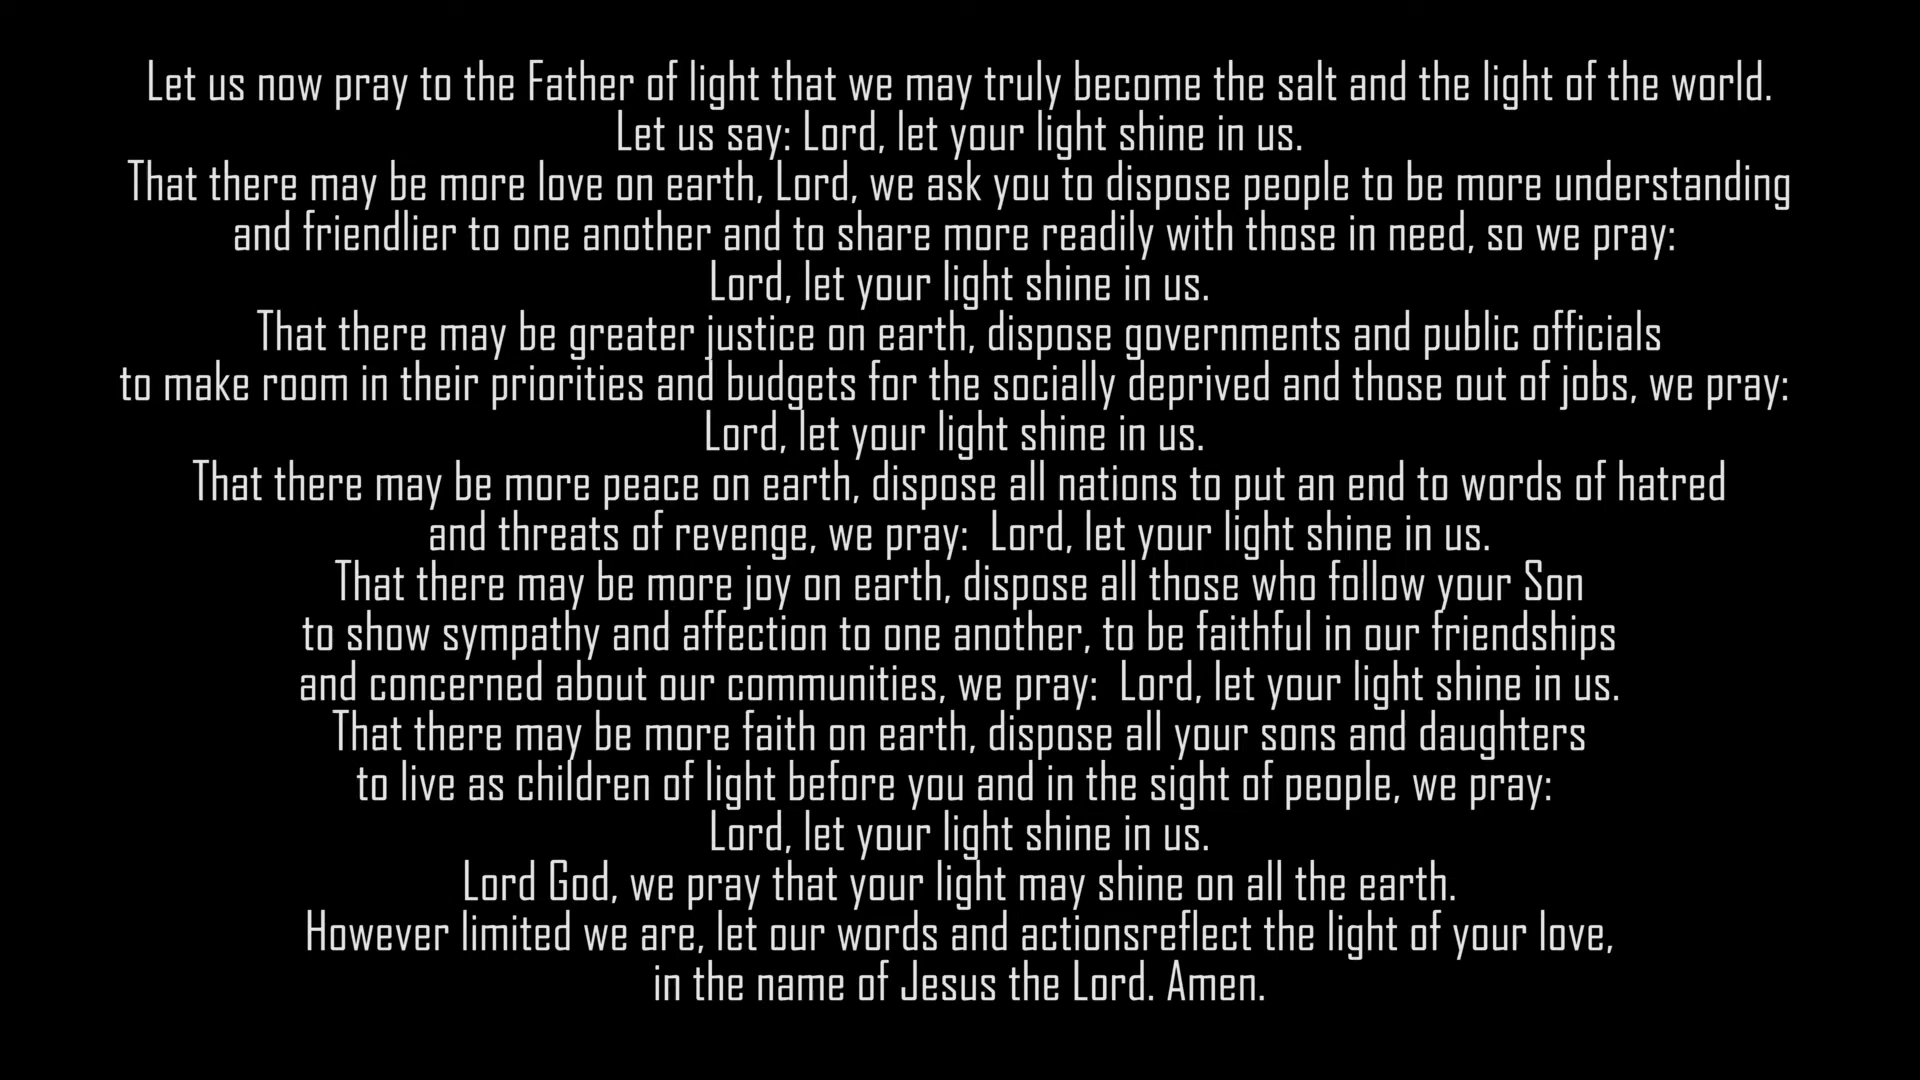 Let us now pray to the Father of light that we may truly become the salt and the light of the world.
Let us say: Lord, let your light shine in us.
That there may be more love on earth, Lord, we ask you to dispose people to be more understanding
and friendlier to one another and to share more readily with those in need, so we pray:
Lord, let your light shine in us.
That there may be greater justice on earth, dispose governments and public officials
to make room in their priorities and budgets for the socially deprived and those out of jobs, we pray:
Lord, let your light shine in us.
That there may be more peace on earth, dispose all nations to put an end to words of hatred
and threats of revenge, we pray:  Lord, let your light shine in us.
That there may be more joy on earth, dispose all those who follow your Son
to show sympathy and affection to one another, to be faithful in our friendships
and concerned about our communities, we pray:  Lord, let your light shine in us.
That there may be more faith on earth, dispose all your sons and daughters
to live as children of light before you and in the sight of people, we pray:
Lord, let your light shine in us.
Lord God, we pray that your light may shine on all the earth.
However limited we are, let our words and actionsreflect the light of your love,
in the name of Jesus the Lord. Amen.